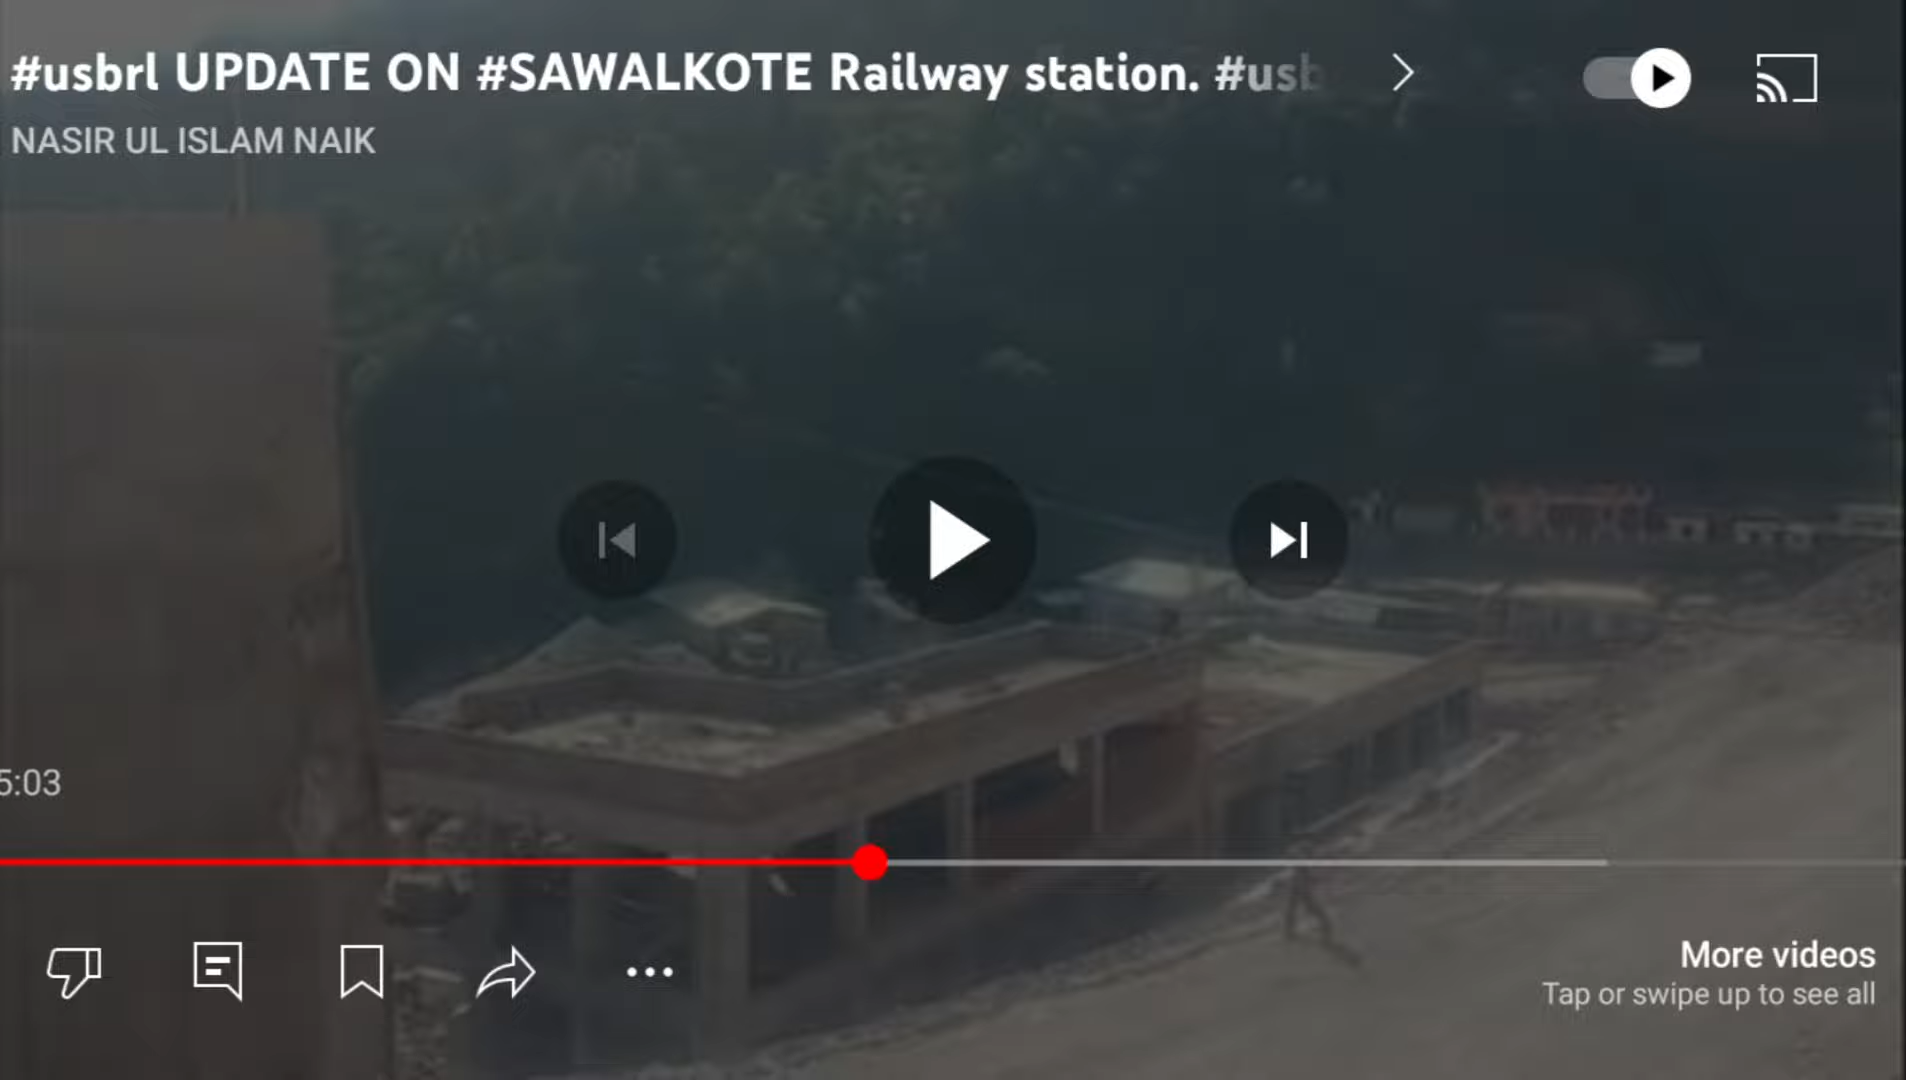 #usbrl UPDATE ON #SAWALKOTE Railway station. #usb
NASIR UL ISLAM NAIK
5:03
More videos
Tap or swipe up to see all